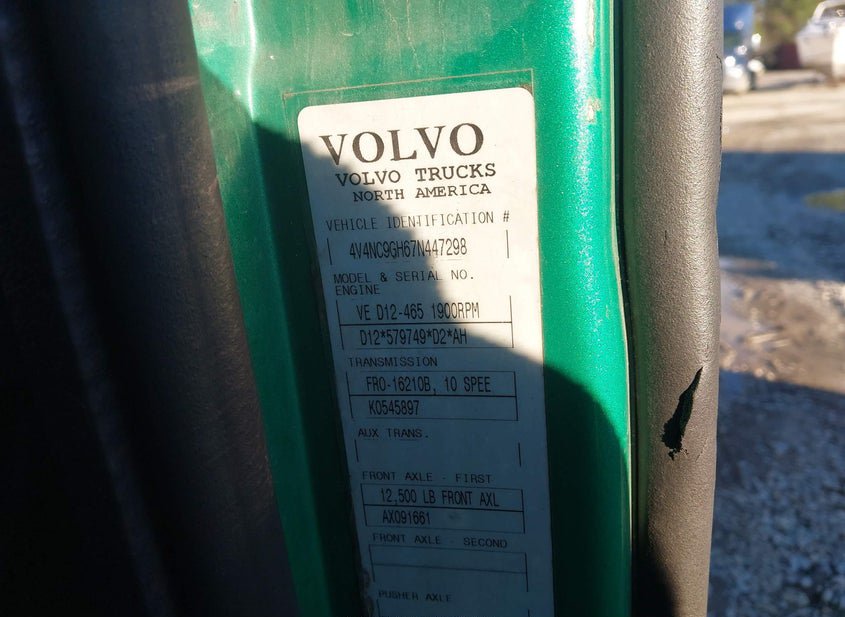 VOLVO
VOLVO TRUCKS
NORTH AMERICA
VEHICLE IDENTIFICATION #
4V4NC9GH67N447298
MODEL & SERIAL NO.
ENGINE
VE D12-465 1900RPM
D12*579749*D2*AH
TRANSMISSION
FRO-16210B, 10 SPEE
K0545897
AUX TRANS.
FRONT AXLE - FIRST
12,500 LB FRONT AXL
AX091661
FRONT AXLE - SECOND
PUSHER AXLE